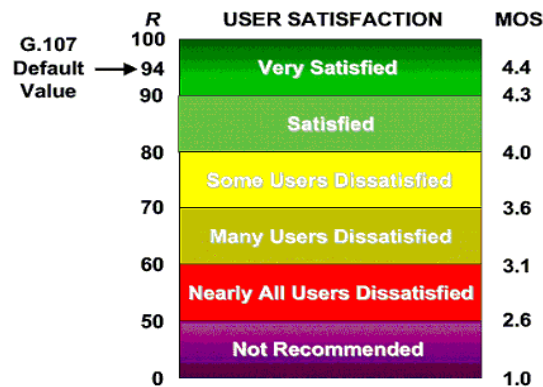 R USER SATISFACTION MOS
G.107
Default
Value
100
94 Very Satisfied 4.4
90 4.3
Satisfied
80 4.0
Some Users Dissatisfied
70 3.6
Many Users Dissatisfied
60 3.1
Nearly All Users Dissatisfied
50 2.6
Not Recommended
0 1.0